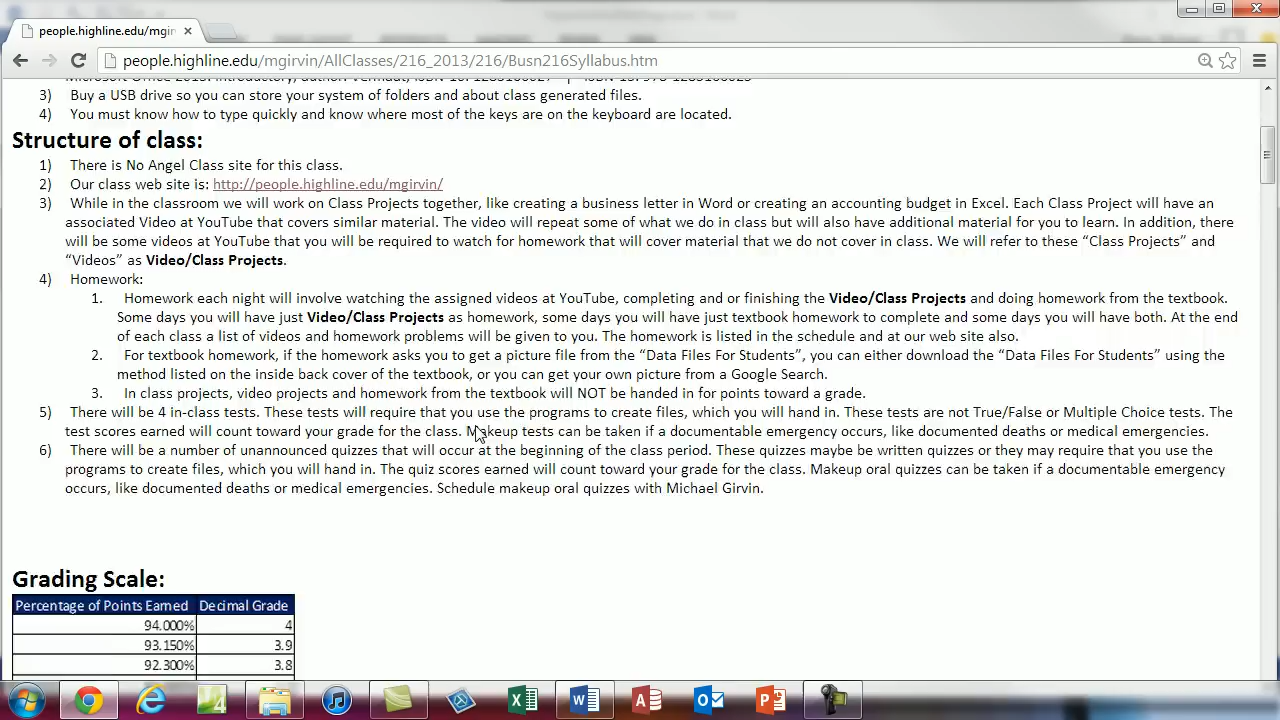 people.highline.edu/mgirv
people.highline.edu/mgirvin/AllClasses/216_2013/216/Busn216Syllabus.htm
3) Buy a USB drive so you can store your system of folders and about class generated files.
4) You must know how to type quickly and know where most of the keys are on the keyboard are located.
Structure of class:
1) There is No Angel Class site for this class.
2) Our class web site is: http://people.highline.edu/mgirvin/
3) While in the classroom we will work on Class Projects together, like creating a business letter in Word or creating an accounting budget in Excel. Each Class Project will have an
associated Video at YouTube that covers similar material. The video will repeat some of what we do in class but will also have additional material for you to learn. In addition, there
will be some videos at YouTube that you will be required to watch for homework that will cover material that we do not cover in class. We will refer to these “Class Projects” and
“Videos” as Video/Class Projects.
4) Homework:
1. Homework each night will involve watching the assigned videos at YouTube, completing and or finishing the Video/Class Projects and doing homework from the textbook.
Some days you will have just Video/Class Projects as homework, some days you will have just textbook homework to complete and some days you will have both. At the end
of each class a list of videos and homework problems will be given to you. The homework is listed in the schedule and at our web site also.
2. For textbook homework, if the homework asks you to get a picture file from the “Data Files For Students”, you can either download the “Data Files For Students” using the
method listed on the inside back cover of the textbook, or you can get your own picture from a Google Search.
3. In class projects, video projects and homework from the textbook will NOT be handed in for points toward a grade.
5) There will be 4 in-class tests. These tests will require that you use the programs to create files, which you will hand in. These tests are not True/False or Multiple Choice tests. The
test scores earned will count toward your grade for the class. Makeup tests can be taken if a documentable emergency occurs, like documented deaths or medical emergencies.
6) There will be a number of unannounced quizzes that will occur at the beginning of the class period. These quizzes maybe be written quizzes or they may require that you use the
programs to create files, which you will hand in. The quiz scores earned will count toward your grade for the class. Makeup oral quizzes can be taken if a documentable emergency
occurs, like documented deaths or medical emergencies. Schedule makeup oral quizzes with Michael Girvin.
Grading Scale:
Percentage of Points Earned Decimal Grade
94.000% 4
93.150% 3.9
92.300% 3.8